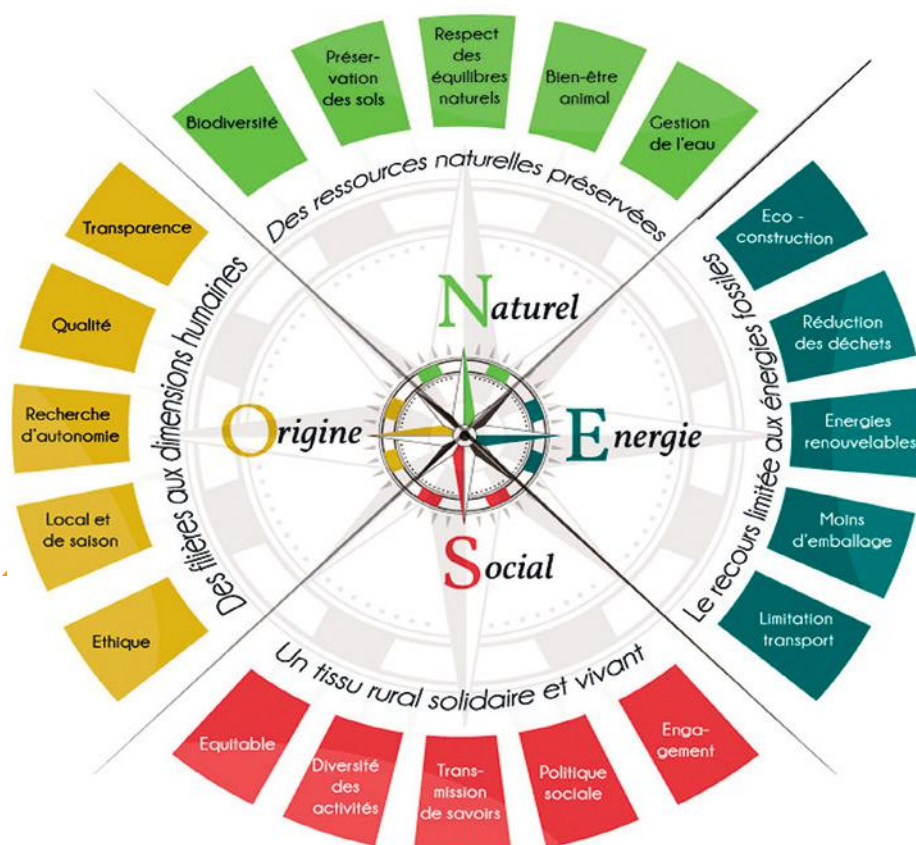 Biodiversité
Préser-
vation
des sols
Respect
des
équilibres
naturels
Bien-être
animal
Gestion
de l'eau
Des ressources naturelles préservées
Transparence
Qualité
Recherche
d'autonomie
Local et
de saison
Ethique
Des filières aux dimensions humaines
Naturel
Origine
Energie
Social
Le recours limitée aux énergies fossiles
Eco -
construction
Réduction
des déchets
Energies
renouvelables
Moins
d'emballage
Limitation
transport
Un tissu rural solidaire et vivant
Equitable
Diversité
des
activités
Trans-
mission
de savoirs
Politique
sociale
Enga-
gement